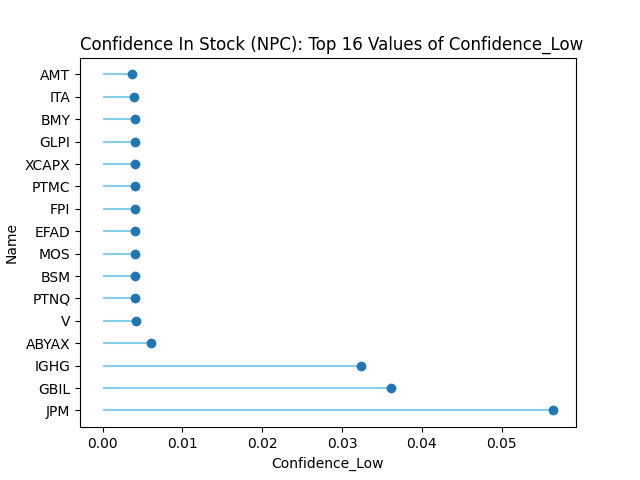 Confidence In Stock (NPC): Top 16 Values of Confidence_Low
AMT
ITA
BMY
GLPI
XCAPX
PTMC
FPI
EFAD
MOS
BSM
PTNQ
V
ABYAX
IGHG
GBIL
JPM
Name
0.00 0.01 0.02 0.03 0.04 0.05
Confidence_Low